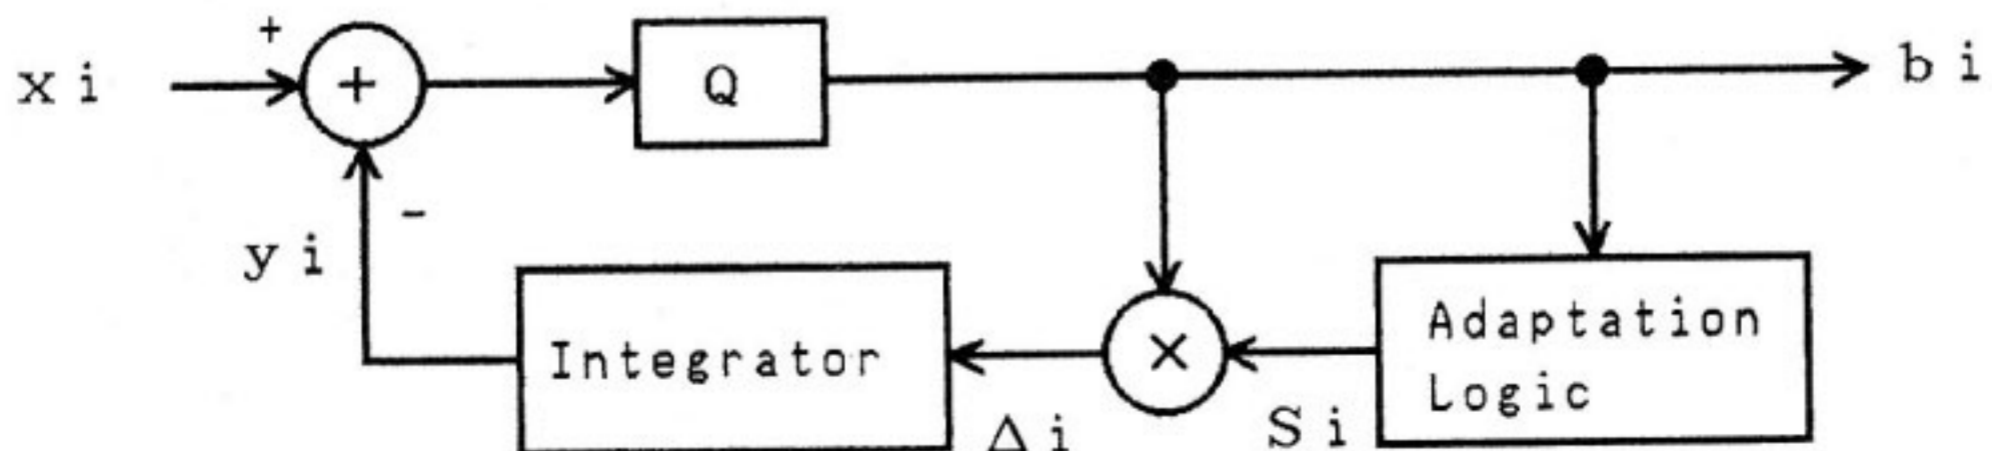 +
x i
+
Q
b i
-
y i
Integrator
Δ i
×
S i
Adaptation
Logic